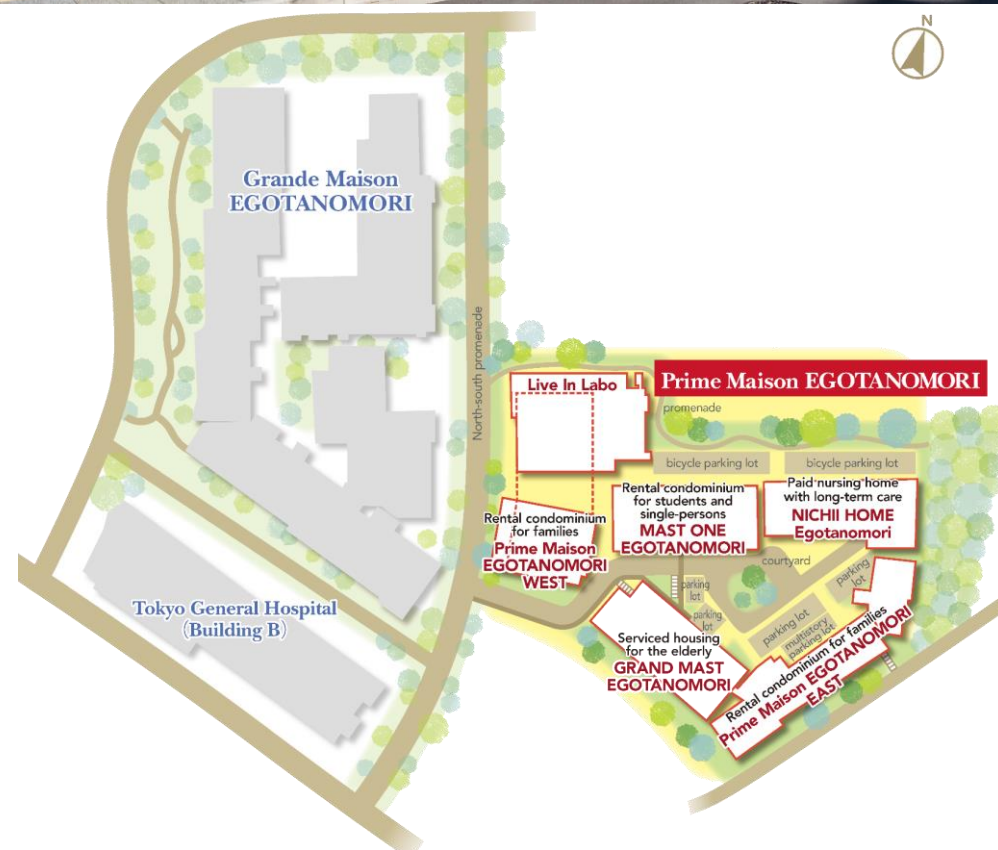 N
Grande Maison
EGOTANOMORI
North-south promenade
Live In Labo
Prime Maison EGOTANOMORI
promenade
bicycle parking lot
bicycle parking lot
Rental condominium
for families
Prime Maison
EGOTANOMORI
WEST
Rental condominium
for students and
single-persons
MAST ONE
EGOTANOMORI
Paid nursing home
with long-term care
NICHII HOME
Egotanomori
courtyard
parking
lot
parking
lot
parking
lot
parking lot
multistory
parking lot
Serviced housing
for the elderly
GRAND MAST
EGOTANOMORI
Rental condominium for families
Prime Maison EGOTANOMORI
EAST
Tokyo General Hospital
(Building B)